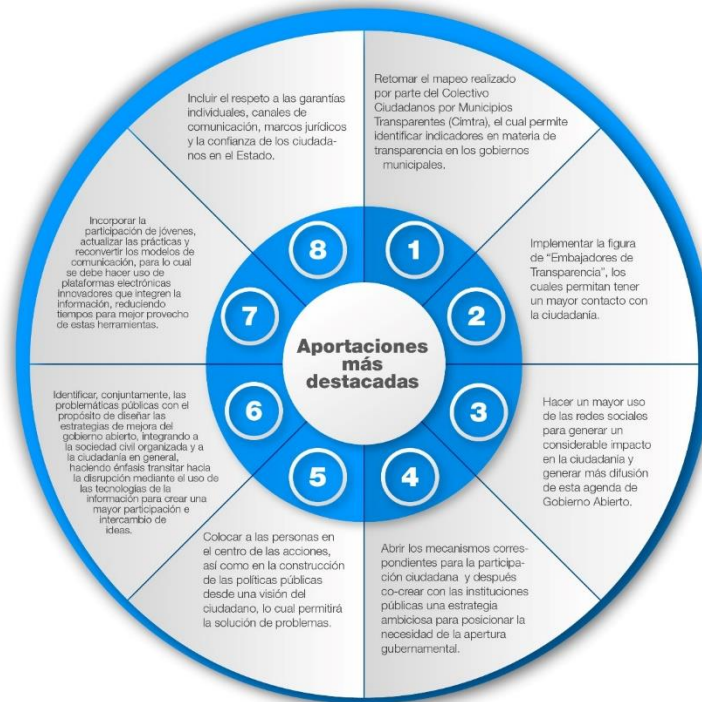 Aportaciones
más
destacadas
1
Retomar el mapeo realizado
por parte del Colectivo
Ciudadanos por Municipios
Transparentes (Cimtra), el cual permite
identificar indicadores en materia de
transparencia en los gobiernos
municipales.
2
Implementar la figura
de “Embajadores de
Transparencia”, los
cuales permitan tener
un mayor contacto con
la ciudadanía.
3
Hacer un mayor uso
de las redes sociales
para generar un
considerable impacto
en la ciudadanía y
generar más difusión
de esta agenda de
Gobierno Abierto.
4
Abrir los mecanismos corres-
pondientes para la participa-
ción ciudadana y después
co-crear con las instituciones
públicas una estrategia
ambiciosa para posicionar la
necesidad de la apertura
gubernamental.
5
Colocar a las personas en
el centro de las acciones,
así como en la construcción
de las políticas públicas
desde una visión del
ciudadano, lo cual permitirá
la solución de problemas.
6
Identificar, conjuntamente, las
problemáticas públicas con el
propósito de diseñar las
estrategias de mejora del
gobierno abierto, integrando a
la sociedad civil organizada y a
la ciudadanía en general,
haciendo énfasis transitar hacia
la disrupción mediante el uso de
las tecnologías de la
información para crear una
mayor participación e
intercambio de
ideas.
7
Incorporar la
participación de jóvenes,
actualizar las prácticas y
reconvertir los modelos de
comunicación, para lo cual
se debe hacer uso de
plataformas electrónicas
innovadores que integren la
información, reduciendo
tiempos para mejor provecho
de estas herramientas.
8
Incluir el respeto a las garantías
individuales, canales de
comunicación, marcos jurídicos
y la confianza de los ciudada-
nos en el Estado.